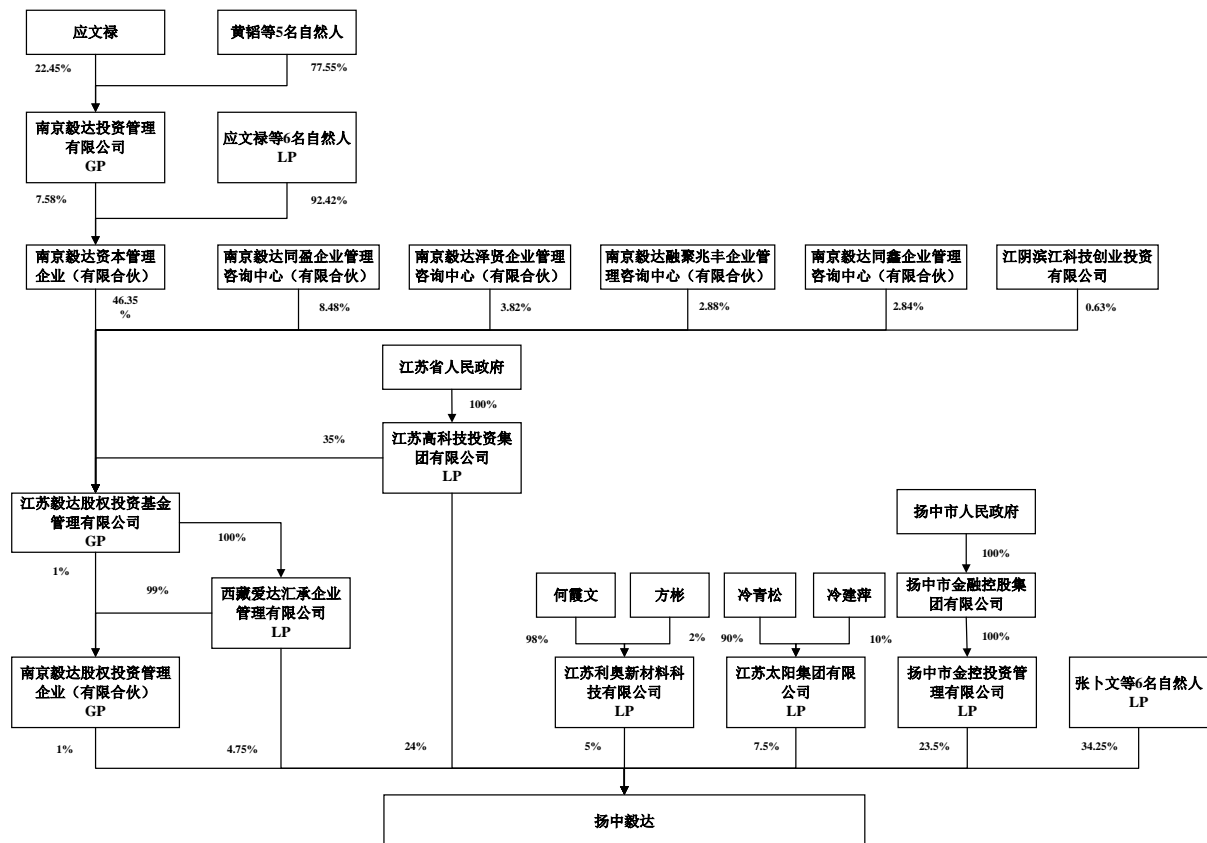 应文禄
黄韬等5名自然人
22.45%
77.55%
南京毅达投资管理
有限公司
GP
应文禄等6名自然人
LP
7.58%
92.42%
南京毅达资本管理
企业（有限合伙）
南京毅达同盈企业管理
咨询中心（有限合伙）
南京毅达泽贤企业管理
咨询中心（有限合伙）
南京毅达融聚兆丰企业管
理咨询中心（有限合伙）
南京毅达同鑫企业管理
咨询中心（有限合伙）
江阴滨江科技创业投资
有限公司
46.35
%
8.48%
3.82%
2.88%
2.84%
0.63%
江苏省人民政府
100%
江苏高科技投资集
团有限公司
LP
35%
江苏毅达股权投资基金
管理有限公司
GP
扬中市人民政府
100%
100%
1%
99%
西藏爱达汇承企业
管理有限公司
LP
何霞文
方彬
冷青松
冷建萍
扬中市金融控股集
团有限公司
98%
2%
90%
10%
100%
南京毅达股权投资管理
企业（有限合伙）
GP
江苏利奥新材料科
技有限公司
LP
江苏太阳集团有限
公司
LP
扬中市金控投资管
理有限公司
LP
张卜文等6名自然人
LP
1%
4.75%
24%
5%
7.5%
23.5%
34.25%
扬中毅达